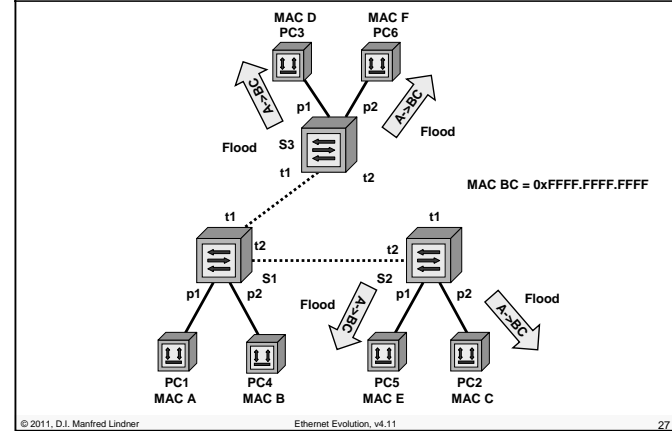 MAC D MAC F
PC3 PC6
A->BC A->BC
p1 p2
Flood S3 Flood
t1 t2
MAC BC = 0xFFFF.FFFF.FFFF
t1 t1
t2 t2
S1 S2
p1 p2 Flood p1 p2 Flood
A->BC A->BC
PC1 PC4 PC5 PC2
MAC A MAC B MAC E MAC C
© 2011, D.I. Manfred Lindner Ethernet Evolution, v4.11 27